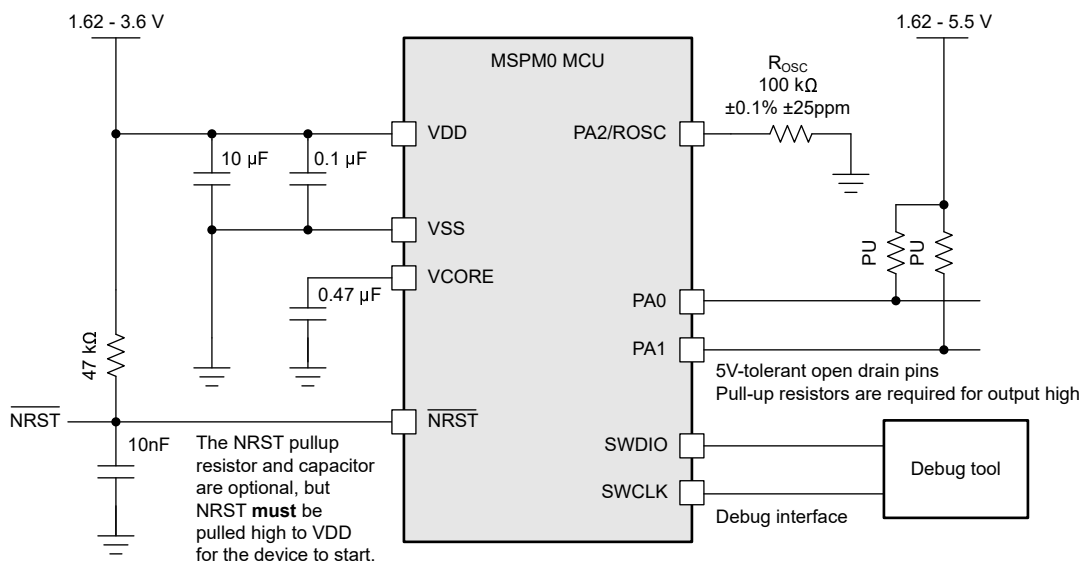 1.62 - 3.6 V
1.62 - 5.5 V
MSPM0 MCU
ROSC
100 kΩ
±0.1% ±25ppm
VDD
PA2/ROSC
10 µF
0.1 µF
VSS
VCORE
0.47 µF
PU
PU
PA0
PA1
47 kΩ
5V-tolerant open drain pins
Pull-up resistors are required for output high
NRST
NRST
10nF
The NRST pullup
resistor and capacitor
are optional, but
NRST must be
pulled high to VDD
for the device to start.
SWDIO
SWCLK
Debug tool
Debug interface